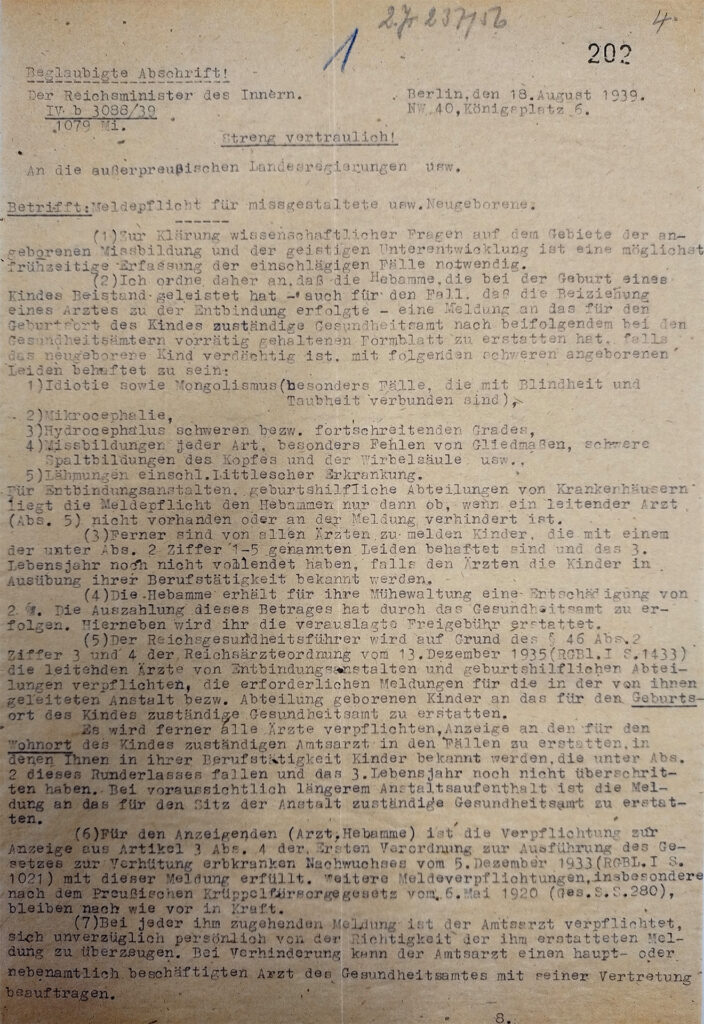 2 Js 237/56
1
4
202
Beglaubigte Abschrift!
Der Reichsminister des Innern.
IV b 3088/39
1079 Mi.
Berlin, den 18. August 1939.
NW 40, Königsplatz 6.
Streng vertraulich!
An die außerpreußischen Landesregierungen usw.
Betrifft: Meldepflicht für missgestaltete usw. Neugeborene.
(1) Zur Klärung wissenschaftlicher Fragen auf dem Gebiete der an-
geborenen Missbildung und der geistigen Unterentwicklung ist eine möglichst
frühzeitige Erfassung der einschlägigen Fälle notwendig.
(2) Ich ordne daher an, daß die Hebamme, die bei der Geburt eines
Kindes Beistand geleistet hat - auch für den Fall, daß die Beiziehung
eines Arztes zu der Entbindung erfolgte - eine Meldung an das für den
Geburtsort des Kindes zuständige Gesundheitsamt nach beifolgendem bei den
Gesundheitsämtern vorrätig gehaltenen Formblatt zu erstatten hat, falls
das neugeborene Kind verdächtig ist, mit folgenden schweren angeborenen
Leiden behaftet zu sein:
1) Idiotie sowie Mongolismus (besonders Fälle, die mit Blindheit und
Taubheit verbunden sind),
2) Mikrocephalie,
3) Hydrocephalus schweren bezw. fortschreitenden Grades,
4) Missbildungen jeder Art, besonders Fehlen von Gliedmaßen, schwere
Spaltbildungen des Kopfes und der Wirbelsäule usw.,
5) Lähmungen einschl. Littlescher Erkrankung.
Für Entbindungsanstalten, geburtshilfliche Abteilungen von Krankenhäusern
liegt die Meldepflicht den Hebammen nur dann ob, wenn ein leitender Arzt
(Abs. 5) nicht vorhanden oder an der Meldung verhindert ist.
(3) Ferner sind von allen Ärzten zu melden Kinder, die mit einem
der unter Abs. 2 Ziffer 1-5 genannten Leiden behaftet sind und das 3.
Lebensjahr noch nicht vollendet haben, falls den Ärzten die Kinder in
Ausübung ihrer Berufstätigkeit bekannt werden.
(4) Die Hebamme erhält für ihre Mühewaltung eine Entschädigung von
2 ℛℳ. Die Auszahlung dieses Betrages hat durch das Gesundheitsamt zu er-
folgen. Hierneben wird ihr die verauslagte Freigebühr erstattet.
(5) Der Reichsgesundheitsführer wird auf Grund des § 46 Abs. 2
Ziffer 3 und 4 der Reichsärzteordnung vom 13. Dezember 1935 (RGBl. I S. 1433)
die leitenden Ärzte von Entbindungsanstalten und geburtshilflichen Abtei-
lungen verpflichten, die erforderlichen Meldungen für die in der von ihnen
geleiteten Anstalt bezw. Abteilung geborenen Kinder an das für den Geburts-
ort des Kindes zuständige Gesundheitsamt zu erstatten.
Es wird ferner alle Ärzte verpflichten, Anzeige an den für den
Wohnort des Kindes zuständigen Amtsarzt in den Fällen zu erstatten, in
denen Ihnen in ihrer Berufstätigkeit Kinder bekannt werden, die unter Abs.
2 dieses Runderlasses fallen und das 3. Lebensjahr noch nicht überschrit-
ten haben. Bei voraussichtlich längerem Anstaltsaufenthalt ist die Mel-
dung an das für den Sitz der Anstalt zuständige Gesundheitsamt zu erstat-
ten.
(6) Für den Anzeigenden (Arzt, Hebamme) ist die Verpflichtung zur
Anzeige aus Artikel 3 Abs. 4 der Ersten Verordnung zur Ausführung des Ge-
setzes zur Verhütung erbkranken Nachwuchses vom 5. Dezember 1933 (RGBL. I S.
1021) mit dieser Meldung erfüllt. Weitere Meldeverpflichtungen, insbesondere
nach dem Preußischen Krüppelfürsorgegesetz vom 6. Mai 1920 (Ges.S.S. 280),
bleiben nach wie vor in Kraft.
(7) Bei jeder ihm zugehenden Meldung ist der Amtsarzt verpflichtet,
sich unverzüglich persönlich von der Richtigkeit der ihm erstatteten Mel-
dung zu überzeugen. Bei Verhinderung kann der Amtsarzt einen haupt- oder
nebenamtlich beschäftigten Arzt des Gesundheitsamtes mit seiner Vertretung
beauftragen.
8.